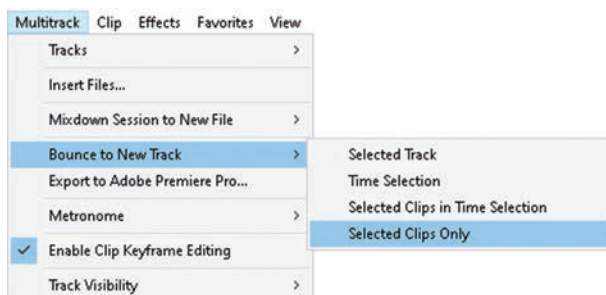 Multitrack Clip Effects Favorites View
Tracks >
Insert Files...
Mixdown Session to New File >
Bounce to New Track >
Export to Adobe Premiere Pro...
Metronome >
Enable Clip Keyframe Editing
Track Visibility >
Selected Track
Time Selection
Selected Clips in Time Selection
Selected Clips Only